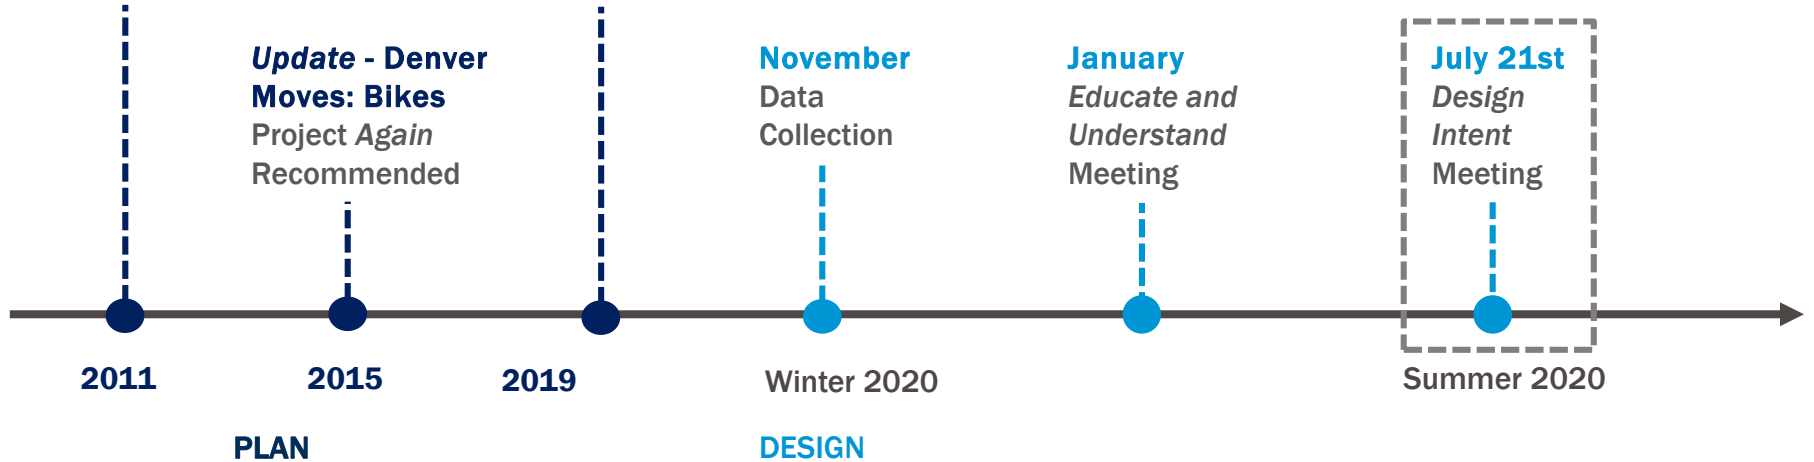 Update - Denver
Moves: Bikes
Project Again
Recommended
November
Data
Collection
January
Educate and
Understand
Meeting
July 21st
Design
Intent
Meeting
2011
2015
2019
Winter 2020
Summer 2020
PLAN
DESIGN